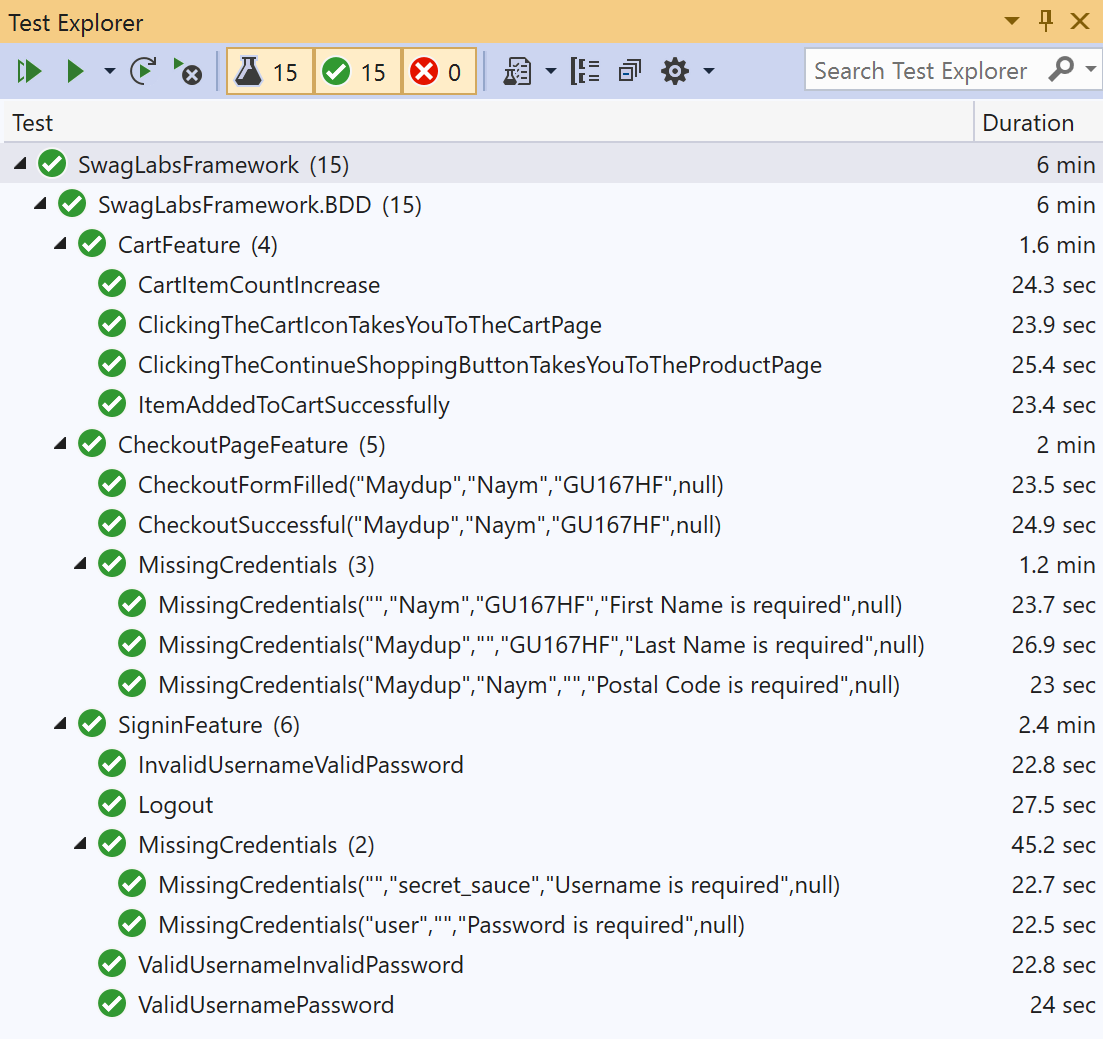 Test Explorer
15 15 0 Search Test Explorer
Test Duration
SwagLabsFramework (15) 6 min
SwagLabsFramework.BDD (15) 6 min
CartFeature (4) 1.6 min
CartItemCountIncrease 24.3 sec
ClickingTheCartIconTakesYouToTheCartPage 23.9 sec
ClickingTheContinueShoppingButtonTakesYouToTheProductPage 25.4 sec
ItemAddedToCartSuccessfully 23.4 sec
CheckoutPageFeature (5) 2 min
CheckoutFormFilled("Maydup","Naym","GU167HF",null) 23.5 sec
CheckoutSuccessful("Maydup","Naym","GU167HF",null) 24.9 sec
MissingCredentials (3) 1.2 min
MissingCredentials("","Naym","GU167HF","First Name is required",null) 23.7 sec
MissingCredentials("Maydup","","GU167HF","Last Name is required",null) 26.9 sec
MissingCredentials("Maydup","Naym","","Postal Code is required",null) 23 sec
SigninFeature (6) 2.4 min
InvalidUsernameValidPassword 22.8 sec
Logout 27.5 sec
MissingCredentials (2) 45.2 sec
MissingCredentials("","secret_sauce","Username is required",null) 22.7 sec
MissingCredentials("user","","Password is required",null) 22.5 sec
ValidUsernameInvalidPassword 22.8 sec
ValidUsernamePassword 24 sec